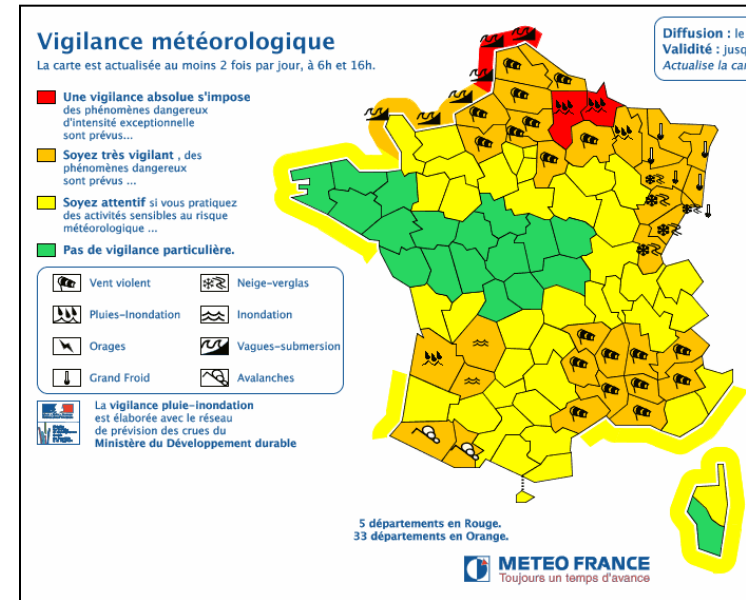 Vigilance météorologique
La carte est actualisée au moins 2 fois par jour, à 6h et 16h.
Diffusion : le
Validité : jusq
Actualise la car
Une vigilance absolue s'impose
des phénomènes dangereux
d'intensité exceptionnelle
sont prévus...
Soyez très vigilant , des
phénomènes dangereux
sont prévus ...
Soyez attentif si vous pratiquez
des activités sensibles au risque
météorologique ...
Pas de vigilance particulière.
Vent violent
Neige-verglas
Pluies-Inondation
Inondation
Orages
Vagues-submersion
Grand Froid
Avalanches
La vigilance pluie-inondation
est élaborée avec le réseau
de prévision des crues du
Ministère du Développement durable
5 départements en Rouge.
33 départements en Orange.
METEO FRANCE
Toujours un temps d'avance